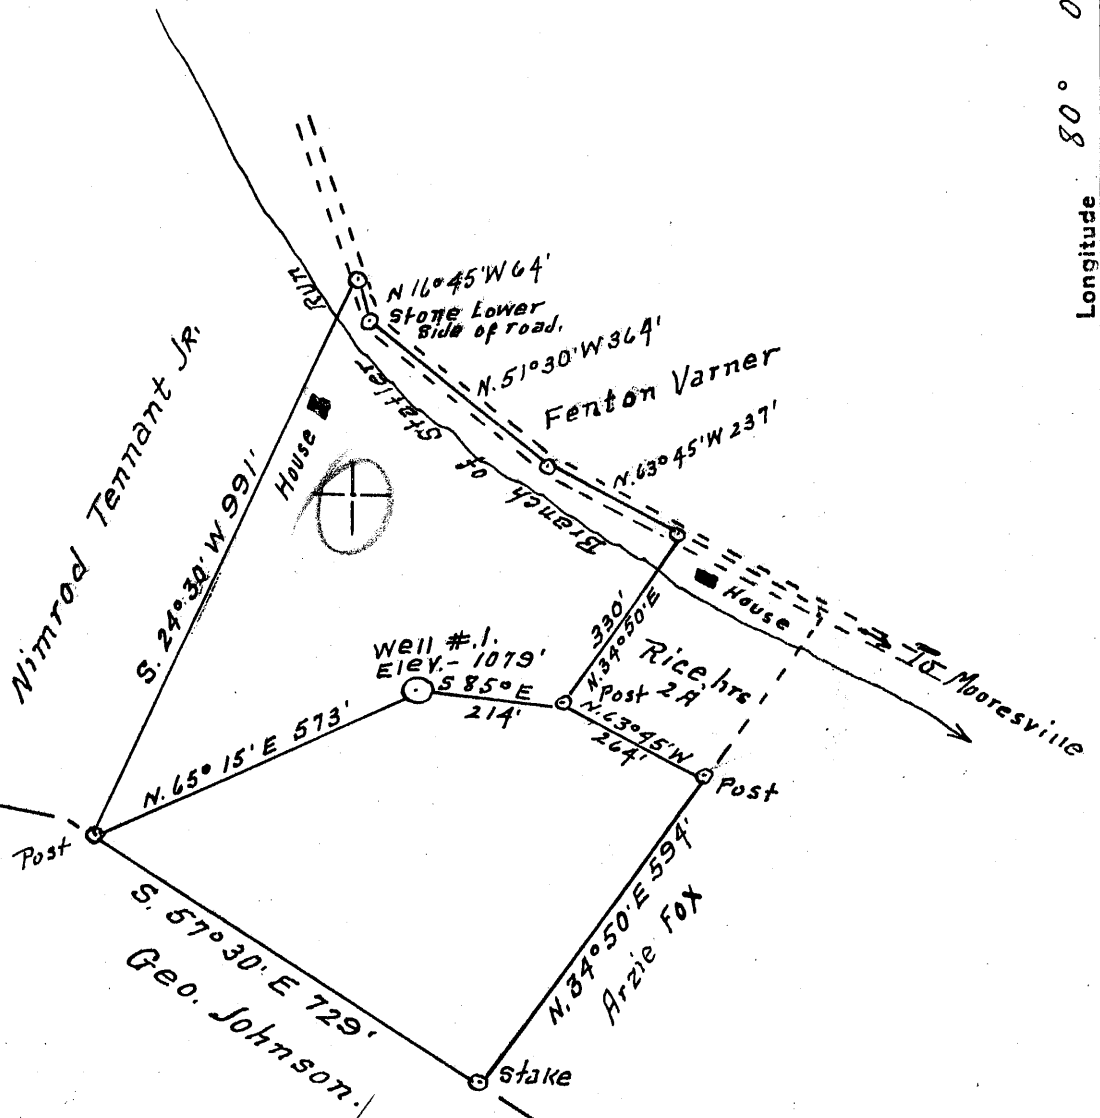 Longitude 80° 0
N 16° 45' W 64'
Stone Lower
Side of road.
N. 51° 30' W 364'
Fenton Varner
N. 63° 45' W 237'
Branch of Statler Run
House
Nimrod Tennant Jr.
S. 24° 30' W 991'
House
To Mooresville
330'
N. 34° 50' E
Rice hrs
Post 2A
Well #.1.
Elev.- 1079'
S 85° E
214'
N. 63° 45' W
264'
Post
N. 65° 15' E 573'
Post
S. 57° 30' E 729'
Geo. Johnson.
N. 34° 50' E 594'
Arzie Fox
Stake